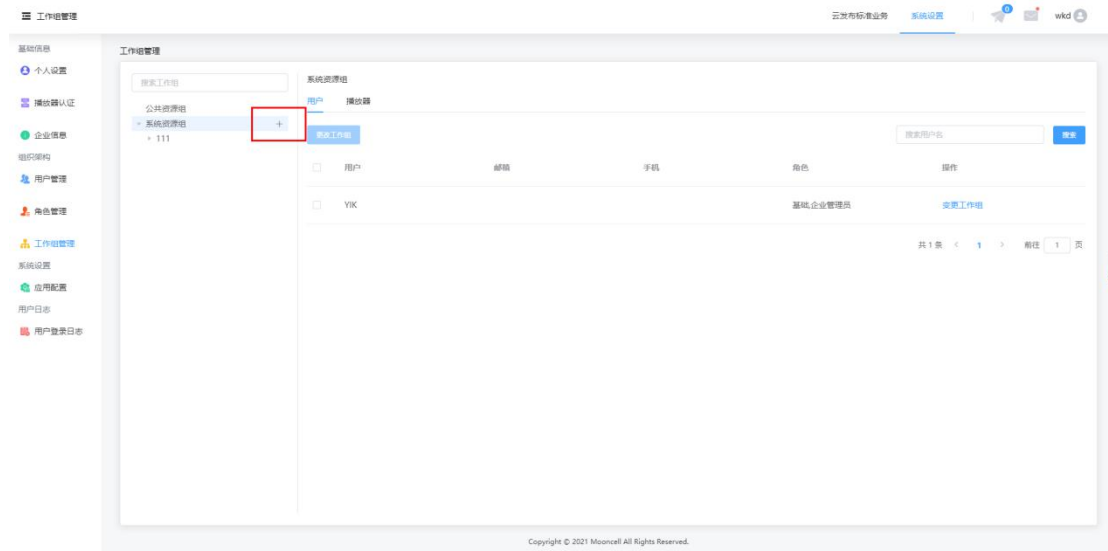 工作组管理
云发布标准业务 系统设置 0 wkd
基础信息
个人设置
播放器认证
企业信息
组织架构
用户管理
角色管理
工作组管理
系统设置
应用配置
用户日志
用户登录日志
工作组管理
搜索工作组
公共资源组
系统资源组 +
111
系统资源组
用户 播放器
更改工作组 搜索用户名 搜索
用户 邮箱 手机 角色 操作
YIK 基础,企业管理员 变更工作组
共 1 条 < 1 > 前往 1 页
Copyright © 2021 Mooncell All Rights Reserved.